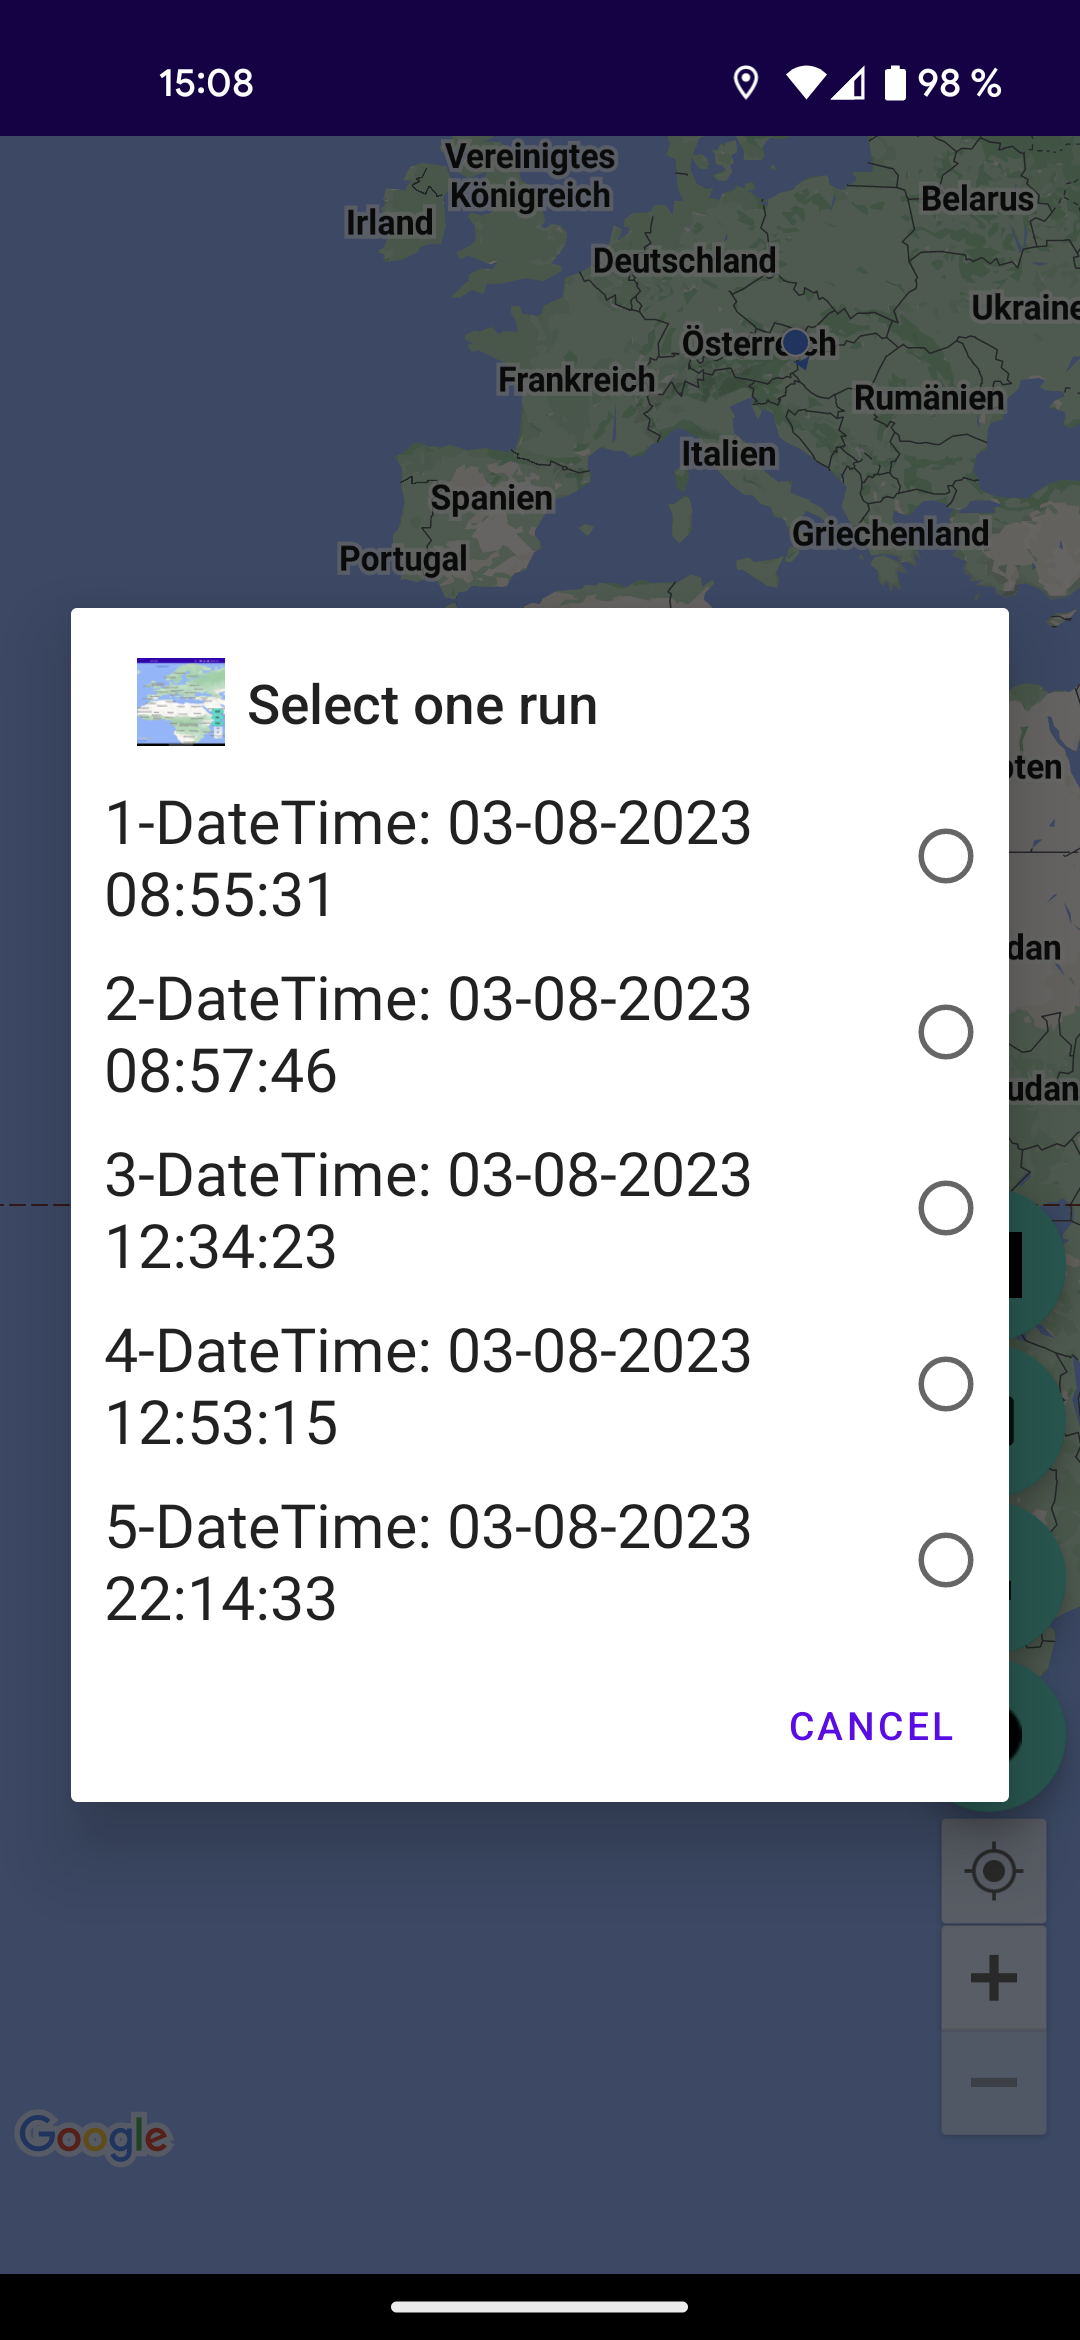 15:08
98 %
Vereinigtes
Königreich
Irland
Belarus
Deutschland
Ukraine
Frankreich
Rumänien
Italien
Spanien
Griechenland
Portugal
Select one run
1-DateTime: 03-08-2023
08:55:31
2-DateTime: 03-08-2023
08:57:46
3-DateTime: 03-08-2023
12:34:23
4-DateTime: 03-08-2023
12:53:15
5-DateTime: 03-08-2023
22:14:33
CANCEL
Google